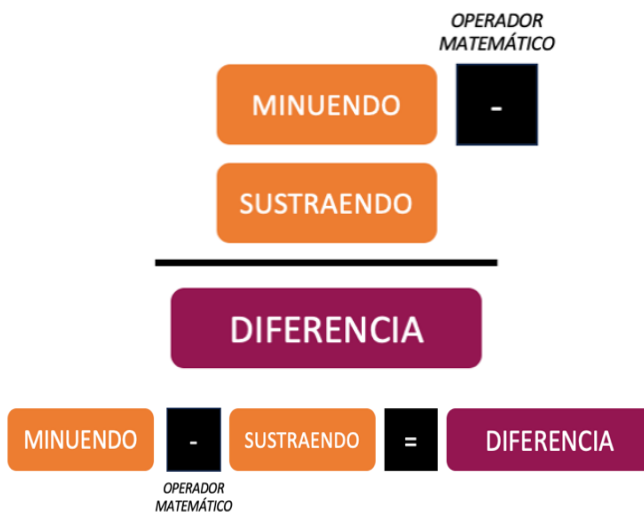 OPERADOR
MATEMÁTICO
MINUENDO -
SUSTRAENDO
DIFERENCIA
MINUENDO - SUSTRAENDO = DIFERENCIA
OPERADOR
MATEMÁTICO